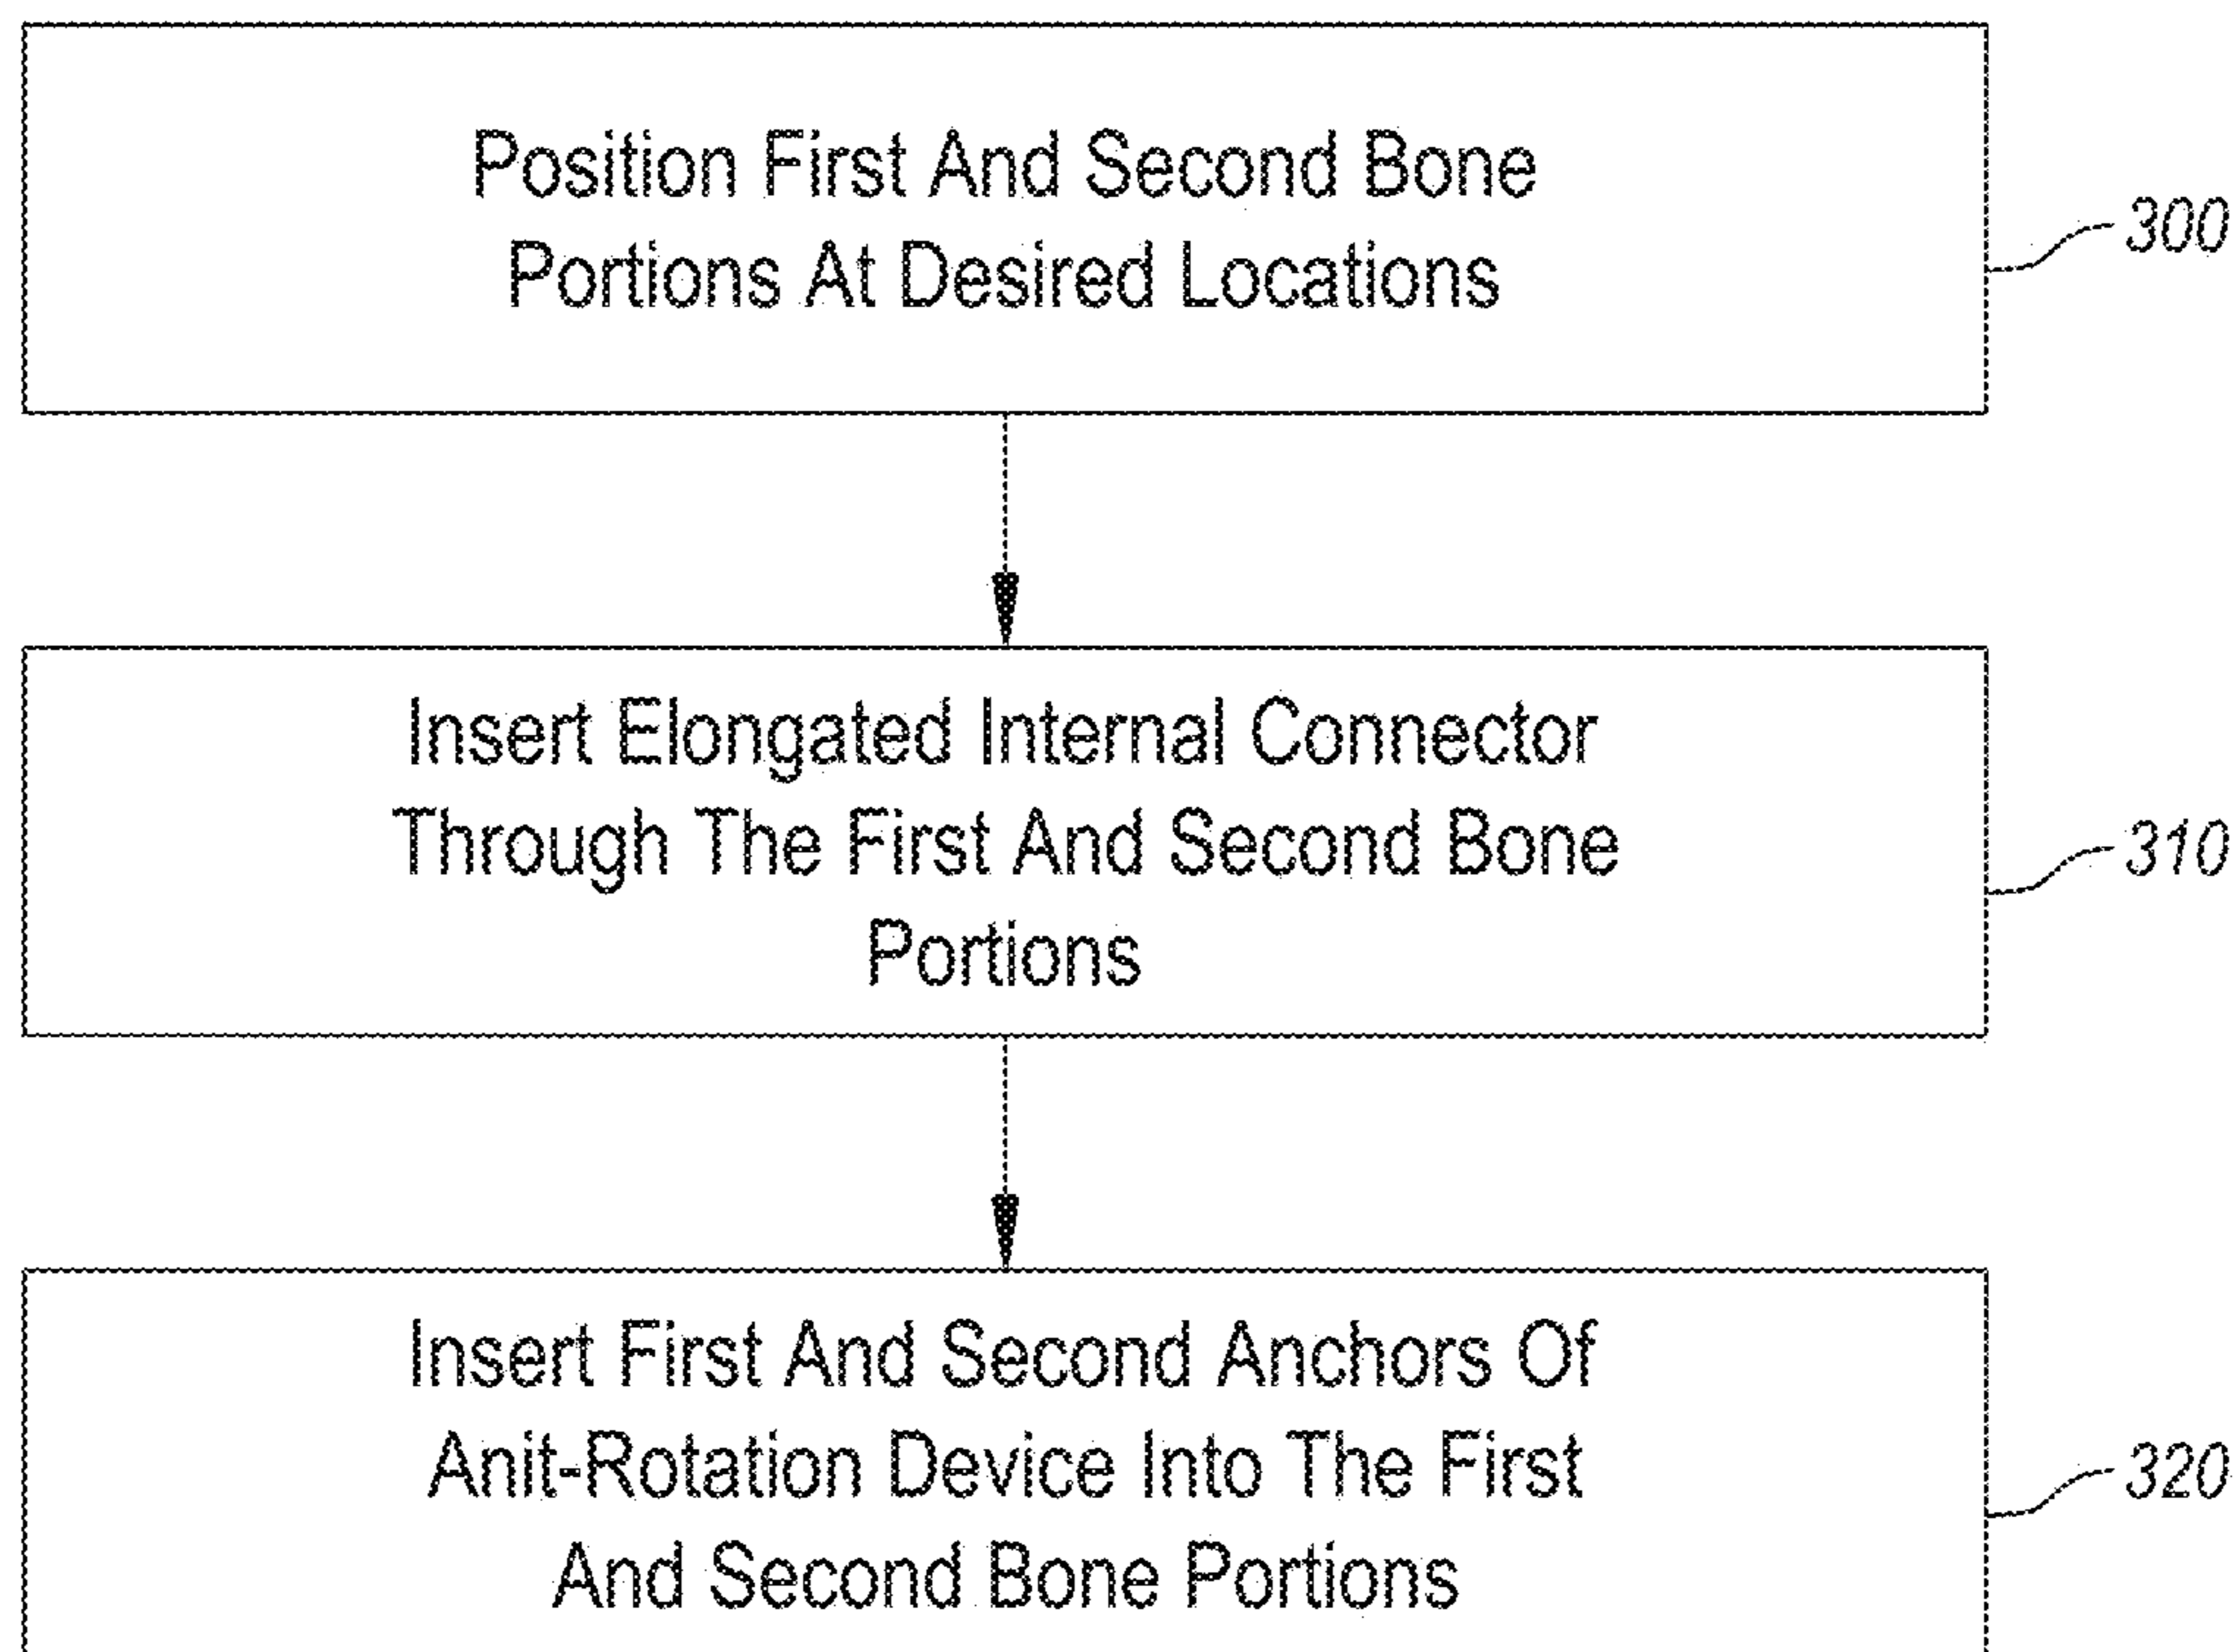 Position First And Second Bone
Portions At Desired Locations
300
Insert Elongated Internal Connector
Through The First And Second Bone
Portions
310
Insert First And Second Anchors Of
Anit-Rotation Device Into The First
And Second Bone Portions
320